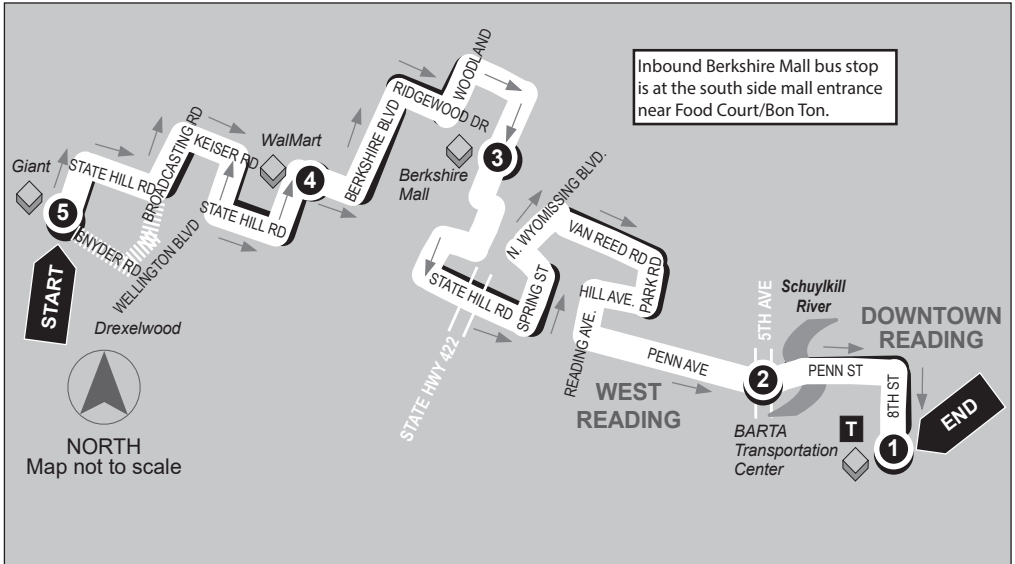 Inbound Berkshire Mall bus stop
is at the south side mall entrance
near Food Court/Bon Ton.
WOODLAND
RIDGEWOOD DR
BERKSHIRE BLVD
BROADCASTING RD
KEISER RD
WalMart
Giant
STATE HILL RD
4
3
Berkshire
Mall
5
SNYDER RD
WELLINGTON BLVD
STATE HILL RD
START
Drexelwood
N. WYOMISSING BLVD.
VAN REED RD
PARK RD
HILL AVE.
SPRING ST
STATE HILL RD
STATE HWY 422
READING AVE.
PENN AVE
WEST
READING
5TH AVE
Schuylkill
River
DOWNTOWN
READING
2
PENN ST
8TH ST
END
1
T
BARTA
Transportation
Center
NORTH
Map not to scale